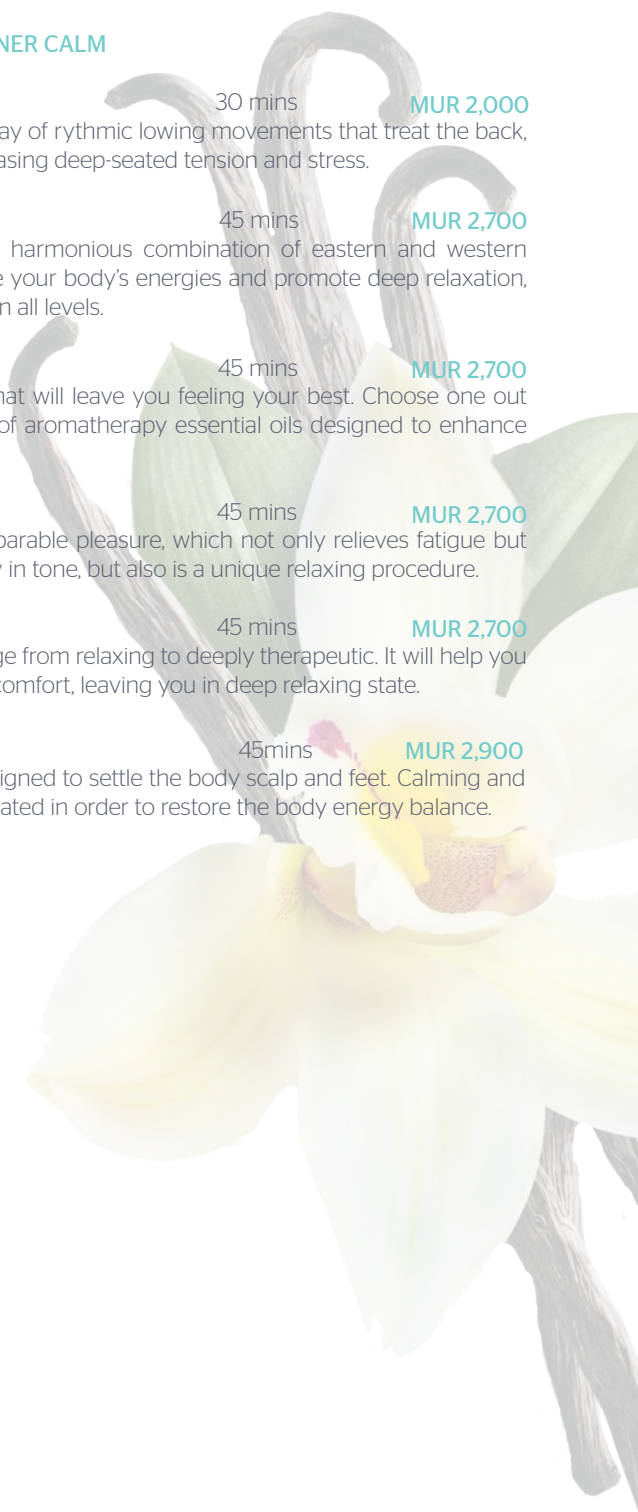 NER CALM
30 mins MUR 2,000
ay of rythmic lowing movements that treat the back,
asing deep-seated tension and stress.
45 mins MUR 2,700
harmonious combination of eastern and western
e your body's energies and promote deep relaxation,
n all levels.
45 mins MUR 2,700
hat will leave you feeling your best. Choose one out
of aromatherapy essential oils designed to enhance
45 mins MUR 2,700
parable pleasure, which not only relieves fatigue but
y in tone, but also is a unique relaxing procedure.
45 mins MUR 2,700
ge from relaxing to deeply therapeutic. It will help you
comfort, leaving you in deep relaxing state.
45mins MUR 2,900
igned to settle the body scalp and feet. Calming and
ated in order to restore the body energy balance.